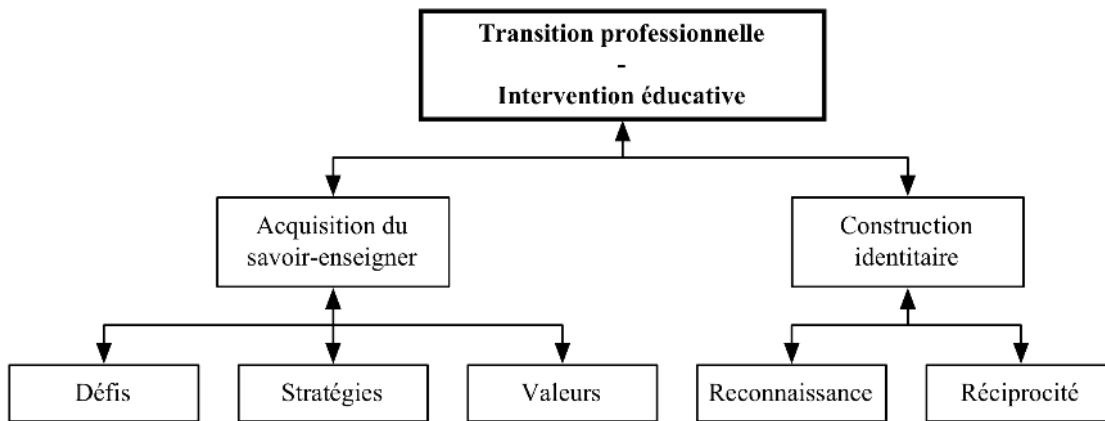 Transition professionnelle
-
Intervention éducative
Acquisition du
savoir-enseigner
Construction
identitaire
Défis
Stratégies
Valeurs
Reconnaissance
Réciprocité